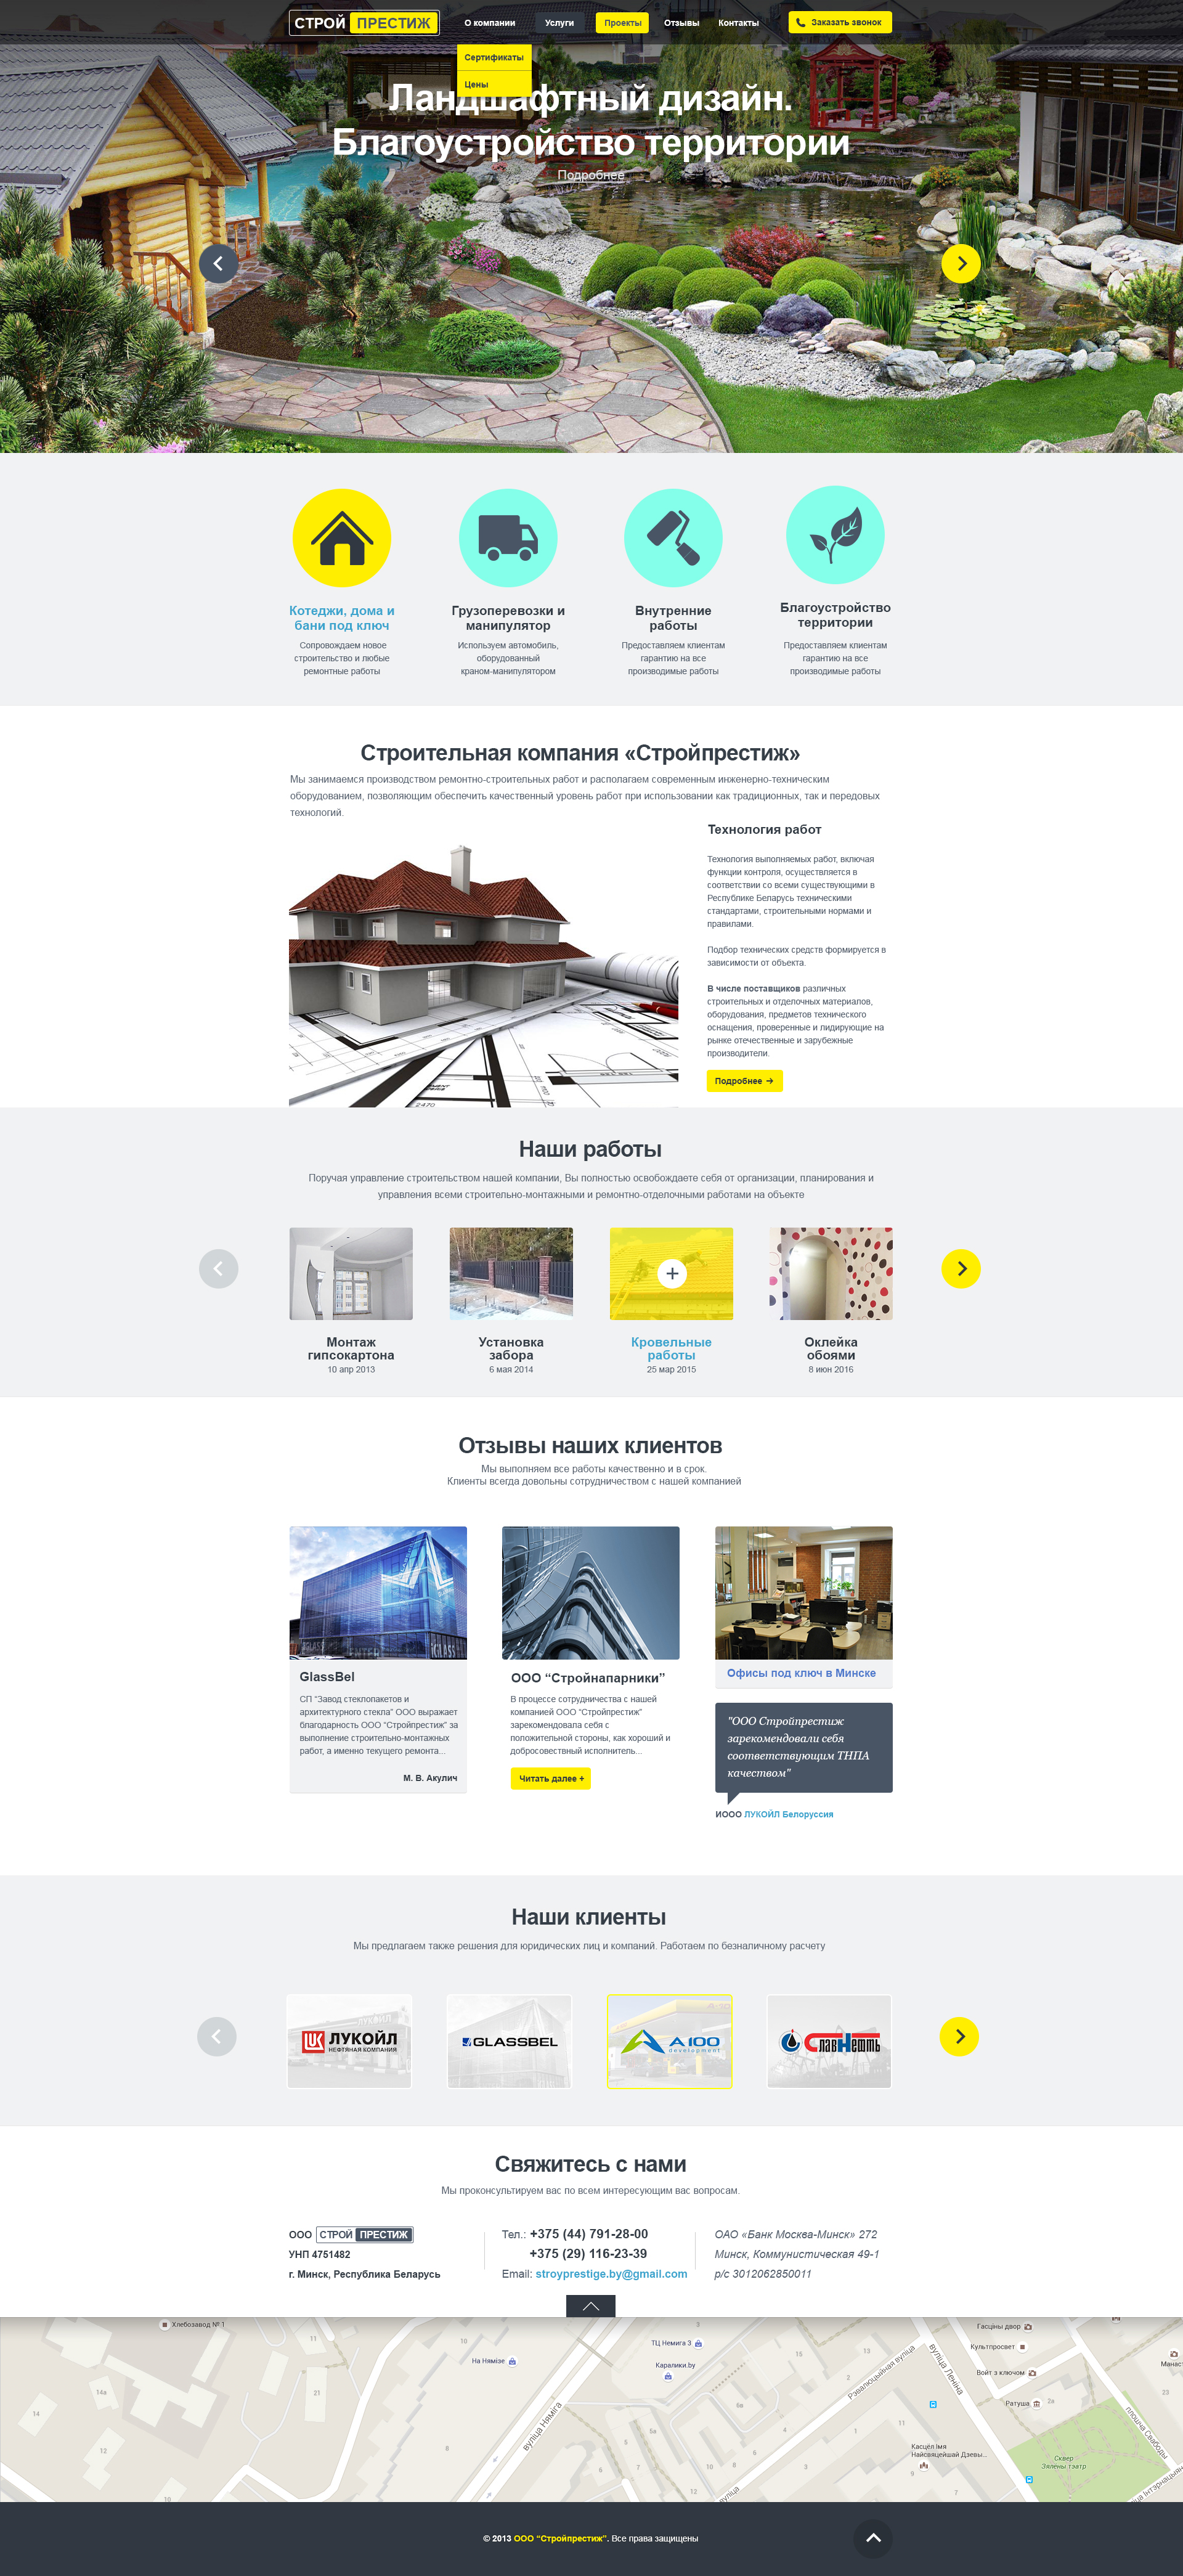 СТРОЙ ПРЕСТИЖ
О компании
Услуги
Проекты
Отзывы
Контакты
Заказать звонок
Сертификаты
Цены
Ландшафтный дизайн.
Благоустройство территории
Подробнее
Котеджи, дома и
бани под ключ
Сопровождаем новое
строительство и любые
ремонтные работы
Грузоперевозки и
манипулятор
Используем автомобиль,
оборудованный
краном-манипулятором
Внутренние
работы
Предоставляем клиентам
гарантию на все
производимые работы
Благоустройство
территории
Предоставляем клиентам
гарантию на все
производимые работы
Строительная компания «Стройпрестиж»
Мы занимаемся производством ремонтно-строительных работ и располагаем современным инженерно-техническим
оборудованием, позволяющим обеспечить качественный уровень работ при использовании как традиционных, так и передовых
технологий.
Технология работ
Технология выполняемых работ, включая
функции контроля, осуществляется в
соответствии со всеми существующими в
Республике Беларусь техническими
стандартами, строительными нормами и
правилами.
Подбор технических средств формируется в
зависимости от объекта.
В числе поставщиков различных
строительных и отделочных материалов,
оборудования, предметов технического
оснащения, проверенные и лидирующие на
рынке отечественные и зарубежные
производители.
Подробнее →
Наши работы
Поручая управление строительством нашей компании, Вы полностью освобождаете себя от организации, планирования и
управления всеми строительно-монтажными и ремонтно-отделочными работами на объекте
Монтаж
гипсокартона
10 апр 2013
Установка
забора
6 мая 2014
Кровельные
работы
25 мар 2015
Оклейка
обоями
8 июн 2016
Отзывы наших клиентов
Мы выполняем все работы качественно и в срок.
Клиенты всегда довольны сотрудничеством с нашей компанией
GlassBel
СП “Завод стеклопакетов и
архитектурного стекла” ООО выражает
благодарность ООО “Стройпрестиж” за
выполнение строительно-монтажных
работ, а именно текущего ремонта...
М. В. Акулич
ООО “Стройнапарники”
В процессе сотрудничества с нашей
компанией ООО “Стройпрестиж”
зарекомендовала себя с
положительной стороны, как хороший и
добросовествный исполнитель...
Читать далее +
Офисы под ключ в Минске
"ООО Стройпрестиж
зарекомендовали себя
соответствующим ТНПА
качеством"
ИООО ЛУКОЙЛ Белоруссия
Наши клиенты
Мы предлагаем также решения для юридических лиц и компаний. Работаем по безналичному расчету
ЛУКОЙЛ
НЕФТЯНАЯ КОМПАНИЯ
GLASSBEL
A 100
development
СлавНефть
Свяжитесь с нами
Мы проконсультируем вас по всем интересующим вас вопросам.
ООО СТРОЙ ПРЕСТИЖ
УНП 4751482
г. Минск, Республика Беларусь
Тел.: +375 (44) 791-28-00
+375 (29) 116-23-39
Email: stroyprestige.by@gmail.com
ОАО «Банк Москва-Минск» 272
Минск, Коммунистическая 49-1
р/с 3012062850011
Хлебозавод № 1
На Нямізе
ТЦ Немига 3
Каралики.by
Гасціны двор
Культпросвет
Войт з ключом
Ратуша
Касцёл Імя
Найсвяцейшай Дзевы...
Сквер
Зялёны тэатр
вуліца Няміга
Рэвалюцыйная вуліца
вуліца Леніна
плошча Свабоды
© 2013 ООО “Стройпрестиж”. Все права защищены